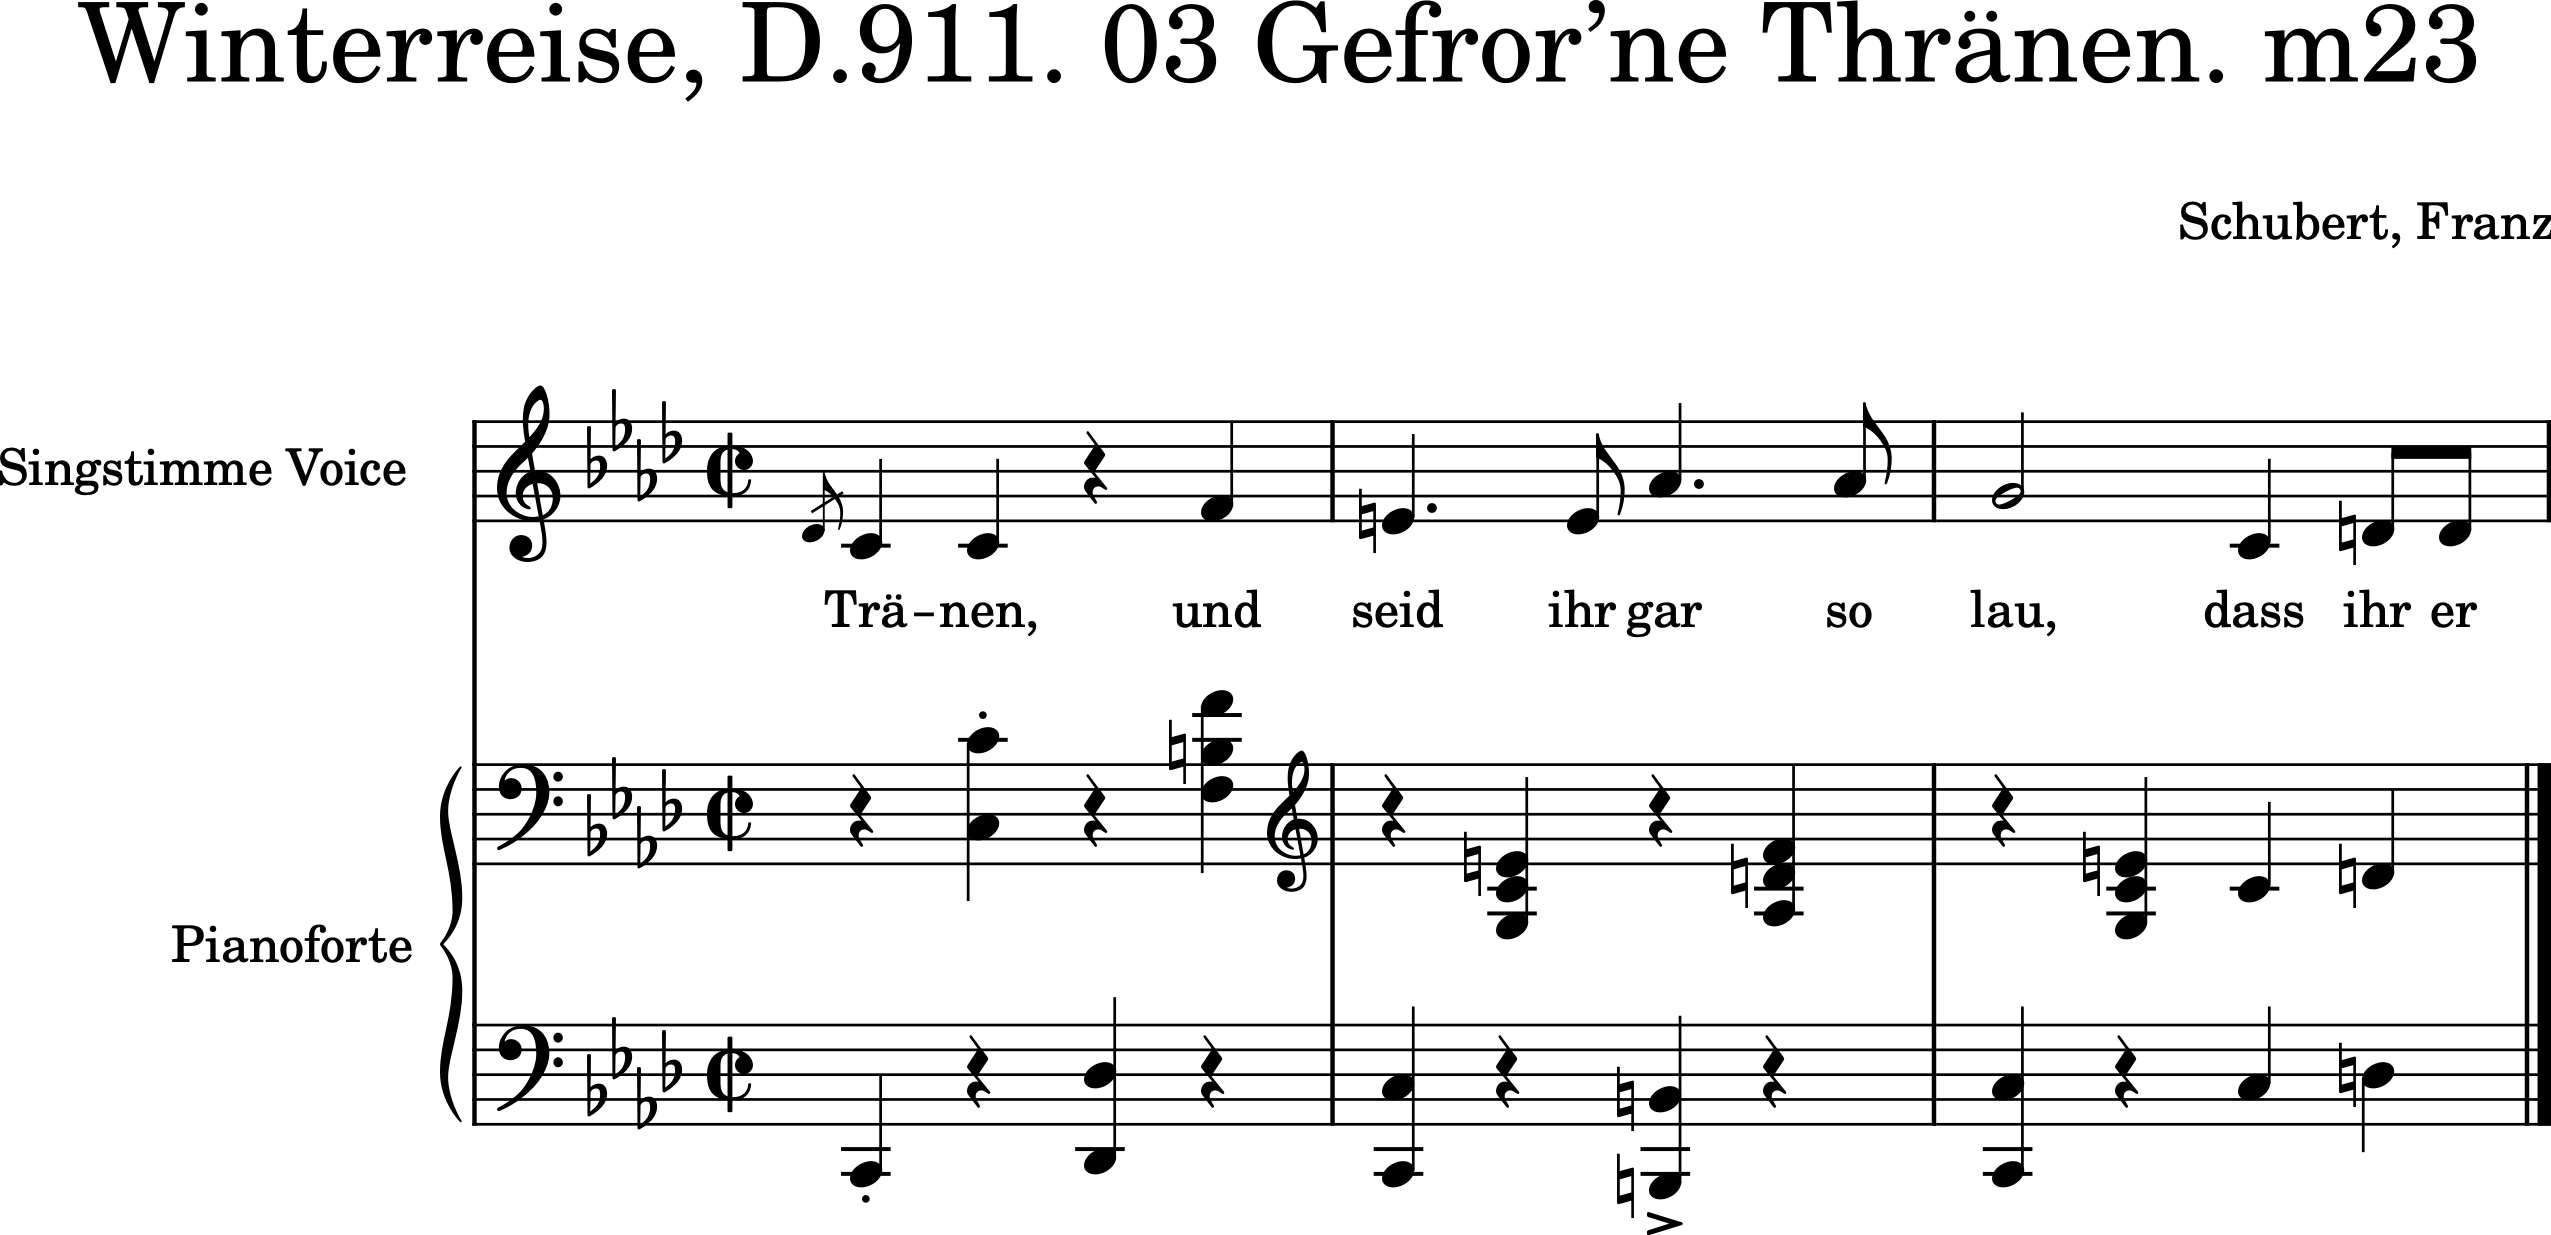 Winterreise, D.911. 03 Gefror’ne Thränen. m23
Schubert, Franz
Singstimme Voice
Trä-nen, und seid ihr gar so lau, dass ihr er
Pianoforte